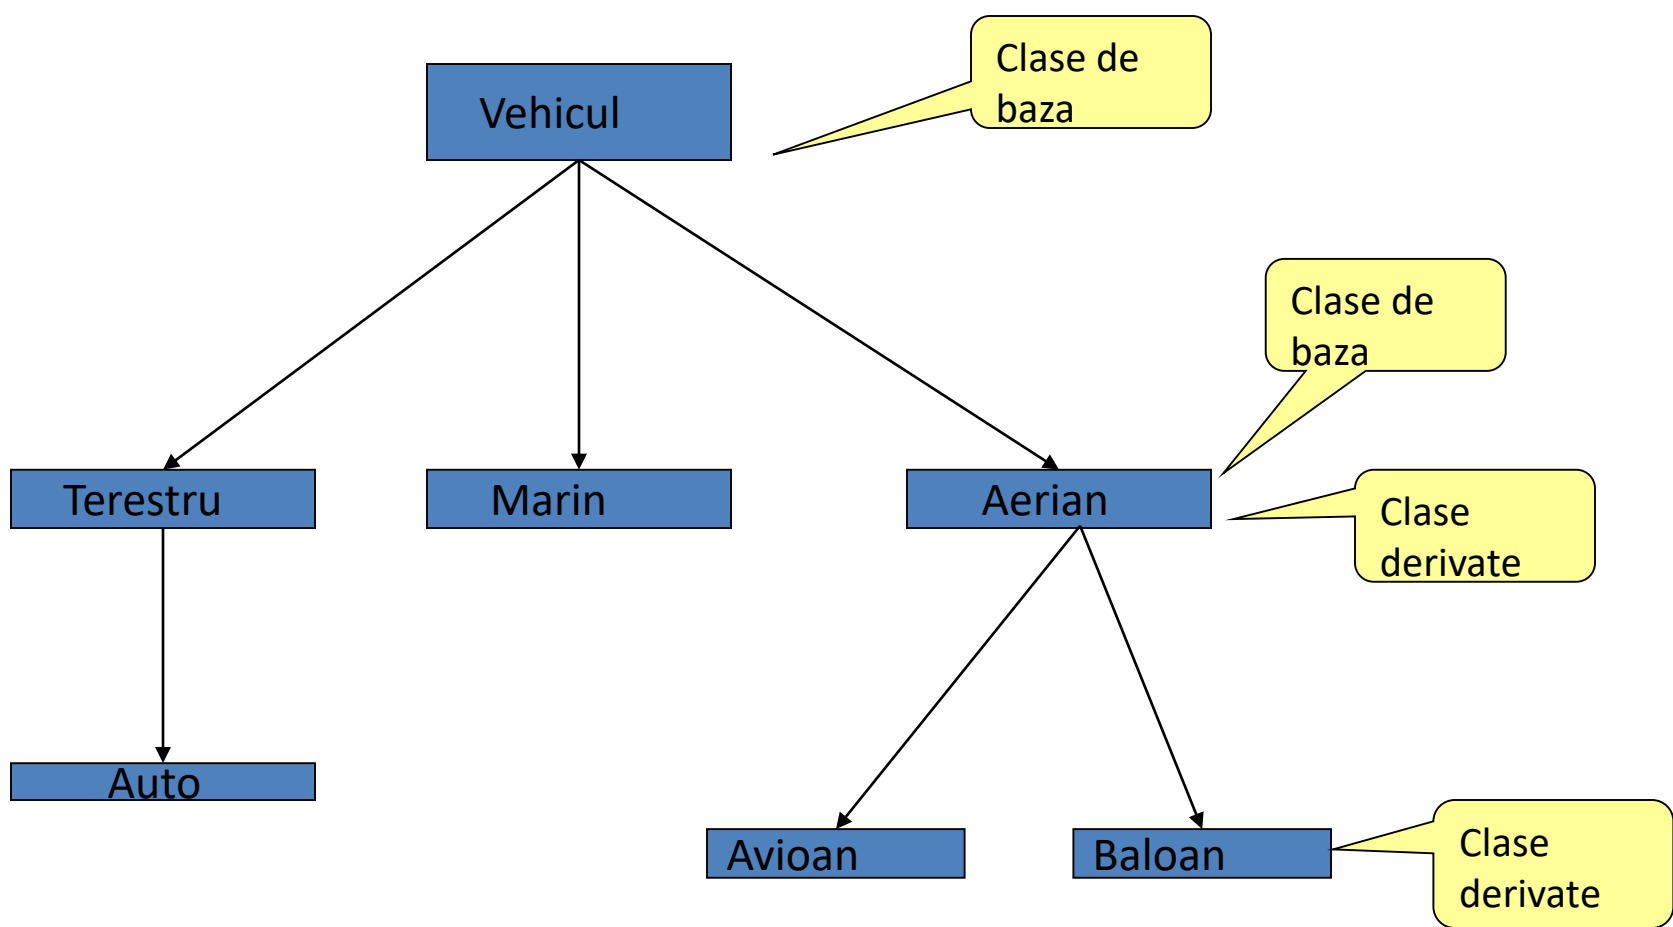 Clase de
baza
Vehicul
Clase de
baza
Terestru
Marin
Aerian
Clase
derivate
Auto
Avioan
Baloan
Clase
derivate